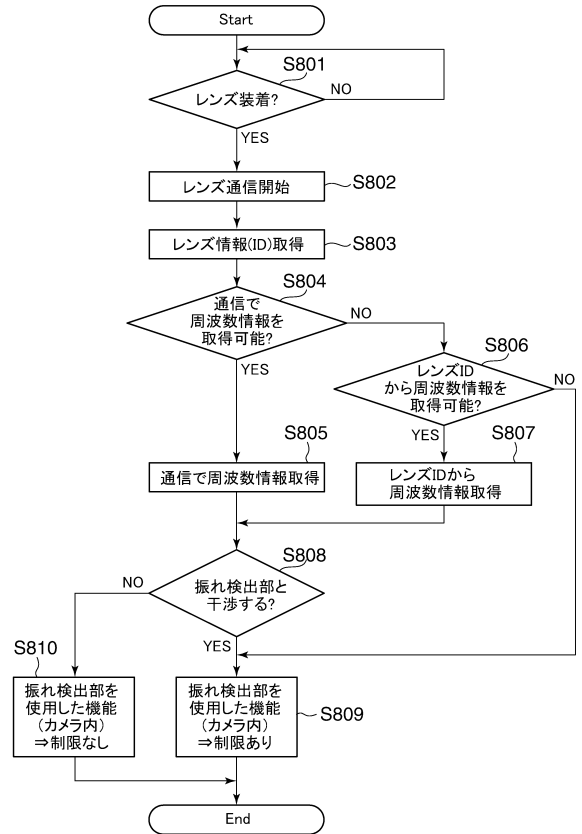 Start
S801
レンズ装着?
NO
YES
レンズ通信開始
S802
レンズ情報(ID)取得
S803
S804
通信で
周波数情報を
取得可能?
NO
YES
S806
レンズID
から周波数情報を
取得可能?
NO
YES
S805
通信で周波数情報取得
S807
レンズIDから
周波数情報取得
S808
振れ検出部と
干渉する?
NO
YES
S810
振れ検出部を
使用した機能
(カメラ内)
⇒制限なし
振れ検出部を
使用した機能
(カメラ内)
⇒制限あり
S809
End